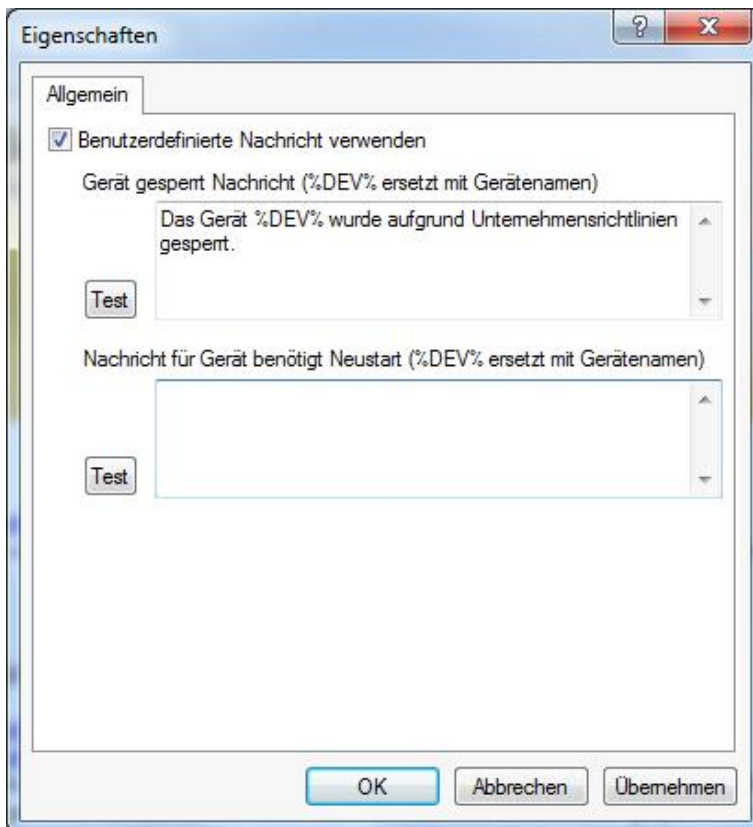 Eigenschaften
?
X
Allgemein
Benutzerdefinierte Nachricht verwenden
Gerät gesperrt Nachricht (%DEV% ersetzt mit Gerätenamen)
Das Gerät %DEV% wurde aufgrund Unternehmensrichtlinien
gesperrt.
Test
Nachricht für Gerät benötigt Neustart (%DEV% ersetzt mit Gerätenamen)
Test
OK
Abbrechen
Übernehmen